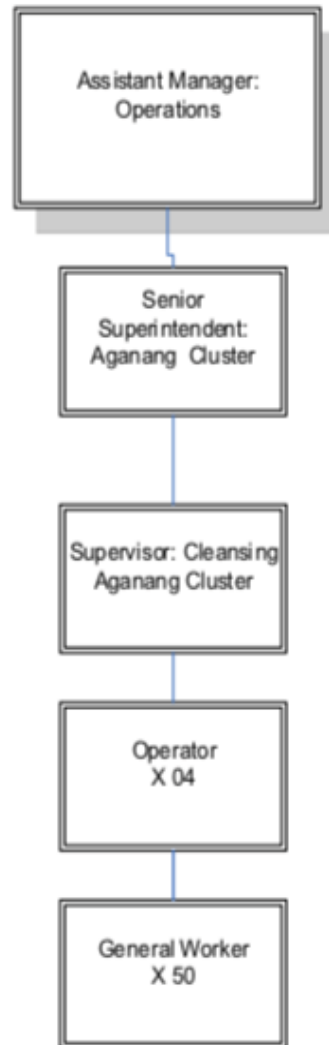 Assistant Manager:
Operations
Senior
Superintendent:
Aganang Cluster
Supervisor: Cleansing
Aganang Cluster
Operator
X 04
General Worker
X 50